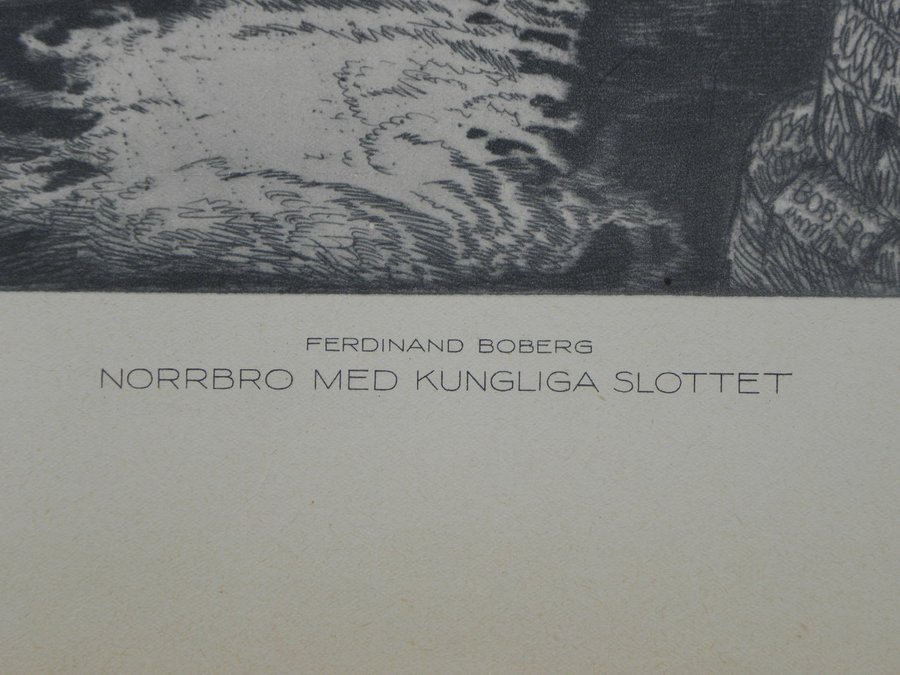 BOBERG
FERDINAND BOBERG
NORRBRO MED KUNGLIGA SLOTTET